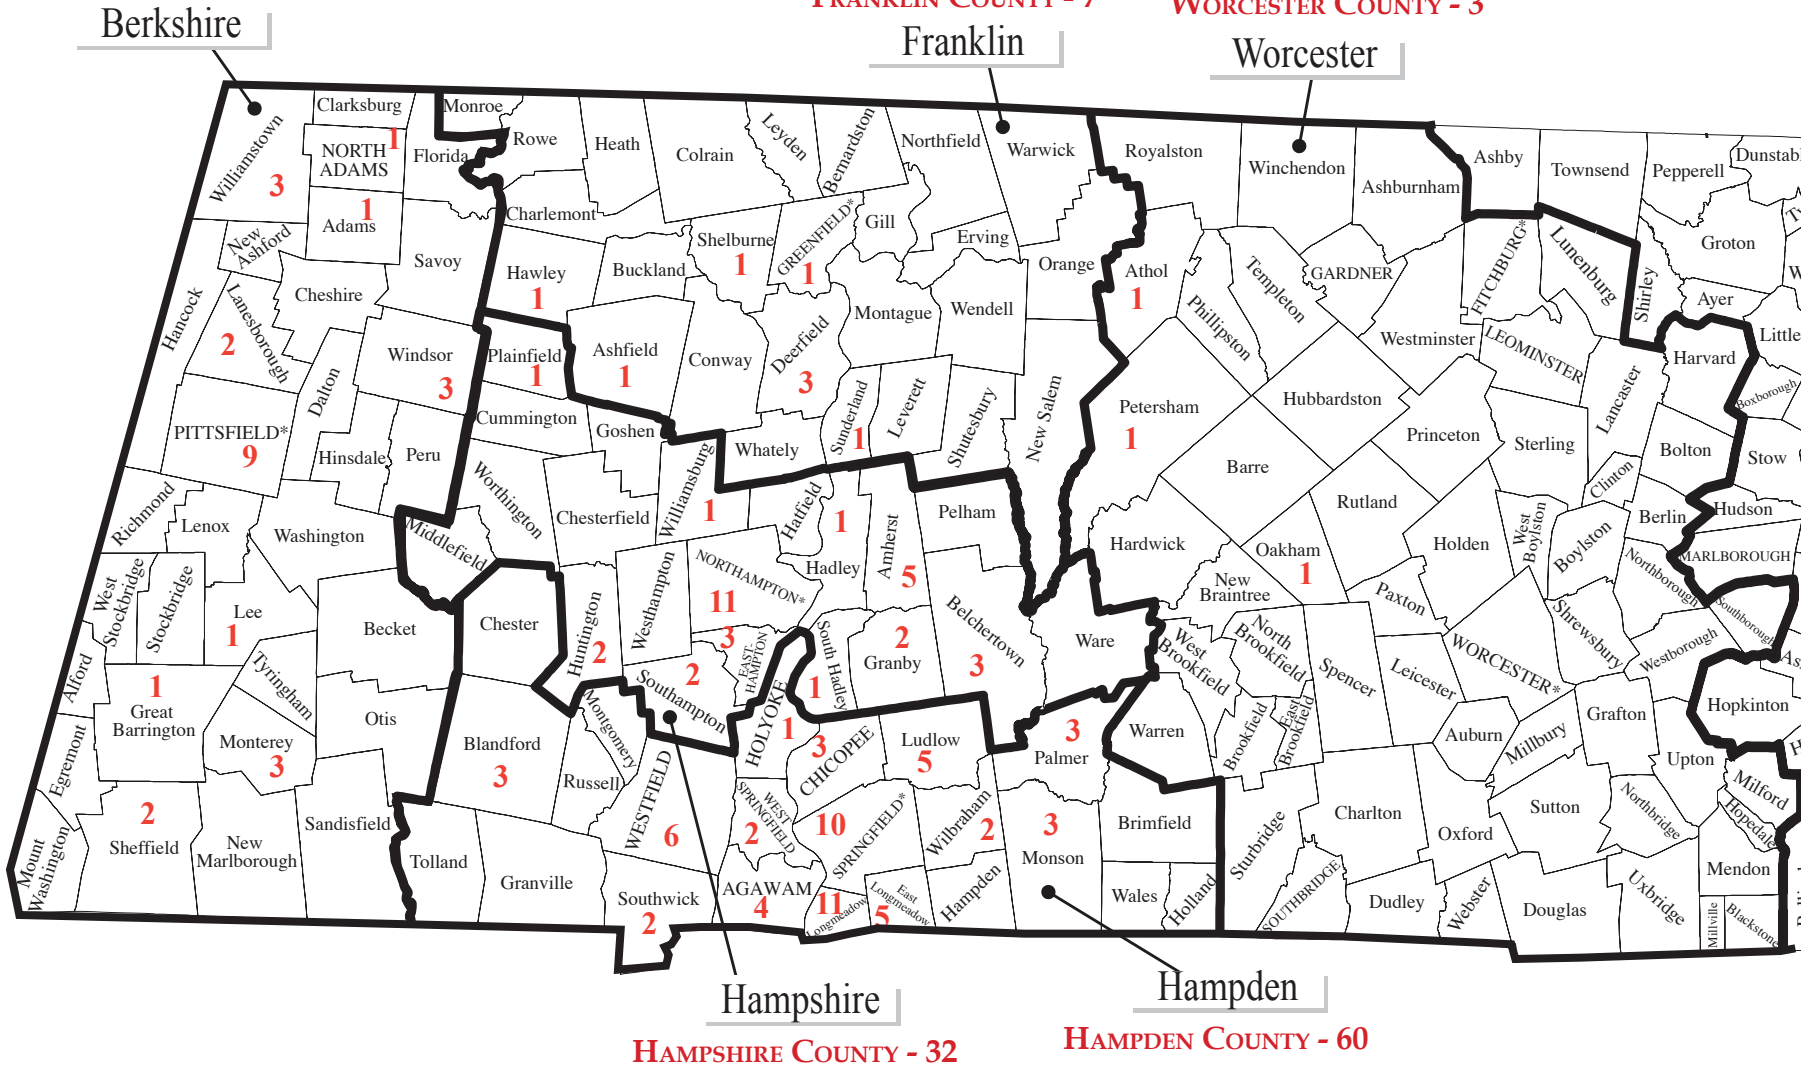 FRANKLIN COUNTY - 7
WORCESTER COUNTY - 3
Berkshire
Franklin
Worcester
Clarksburg
1
Monroe
Rowe
Heath
Colrain
Leyden
Bernardston
Northfield
Warwick
Royalston
Winchendon
Ashburnham
Ashby
Townsend
Pepperell
Williamstown
3
NORTH
ADAMS
Florida
1
Adams
Charlemont
Shelburne
1
GREENFIELD*
1
Gill
Erving
Orange
Athol
1
Phillipston
Templeton
GARDNER
FITCHBURG*
Lunenburg
Shirley
Groton
Ayer
New
Ashford
Hancock
Lanesborough
2
Cheshire
Savoy
Hawley
1
Buckland
Montague
Wendell
Westminster
LEOMINSTER
Lancaster
Harvard
Little
Boxborough
Dalton
Windsor
3
Plainfield
1
Ashfield
1
Conway
Deerfield
3
Sunderland
1
Leverett
Shutesbury
New Salem
Petersham
1
Hubbardston
Princeton
Sterling
Clinton
Bolton
Stow
PITTSFIELD*
9
Hinsdale
Peru
Cummington
Goshen
Whately
Barre
Rutland
Richmond
Lenox
Washington
Middlefield
Worthington
Chesterfield
Williamsburg
1
Hatfield
1
Hadley
Amherst
5
Pelham
Hardwick
Oakham
1
Holden
West
Boylston
Boylston
Berlin
Hudson
MARLBOROUGH
Northborough
Southborough
West
Stockbridge
Stockbridge
Lee
1
Becket
Chester
Huntington
2
Westhampton
NORTHAMPTON*
11
3
EAST-
HAMPTON
Southampton
2
South Hadley
1
Granby
2
Belchertown
3
Ware
New
Braintree
Paxton
West
Brookfield
North
Brookfield
Spencer
Leicester
WORCESTER*
Shrewsbury
Westborough
Hopkinton
Alford
Great
Barrington
1
Tyringham
Monterey
3
Otis
Blandford
3
Montgomery
Russell
WESTFIELD
6
HOLYOKE
1
CHICOPEE
3
Ludlow
5
Palmer
3
Warren
Brookfield
East
Brookfield
Auburn
Millbury
Grafton
Upton
Milford
Hopedale
Egremont
Mount
Washington
Sheffield
2
New
Marlborough
Sandisfield
Tolland
Granville
Southwick
2
WEST
SPRINGFIELD
2
AGAWAM
4
SPRINGFIELD*
10
Longmeadow
11
East
Longmeadow
5
Wilbraham
2
Hampden
Monson
3
Brimfield
Wales
Holland
Sturbridge
SOUTHBRIDGE
Charlton
Dudley
Oxford
Webster
Sutton
Douglas
Northbridge
Uxbridge
Mendon
Millville
Blackstone
Hampshire
HAMPSHIRE COUNTY - 32
Hampden
HAMPDEN COUNTY - 60